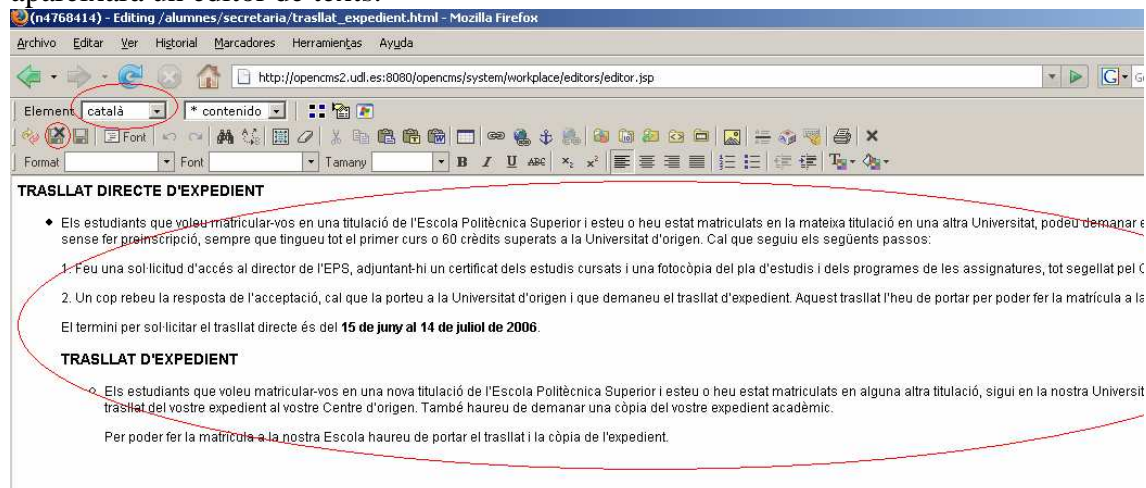 apareixerà un editor de texts.
(n4768414) - Editing /alumnes/secretaria/trasllat_expedient.html - Mozilla Firefox
Archivo Editar Ver Historial Marcadores Herramientas Ayuda
http://opencms2.udl.es:8080/opencms/system/workplace/editors/editor.jsp
Element català * contenido
Font
Format Font Tamany B I U ABC x₂ x²
TRASLLAT DIRECTE D'EXPEDIENT
Els estudiants que voleu matricular-vos en una titulació de l'Escola Politècnica Superior i esteu o heu estat matriculats en la mateixa titulació en una altra Universitat, podeu demanar
sense fer preinscripció, sempre que tingueu tot el primer curs o 60 crèdits superats a la Universitat d'origen. Cal que seguiu els següents passos:
1. Feu una sol·licitud d'accés al director de l'EPS, adjuntant-hi un certificat dels estudis cursats i una fotocòpia del pla d'estudis i dels programes de les assignatures, tot segellat pel
2. Un cop rebeu la resposta de l'acceptació, cal que la porteu a la Universitat d'origen i que demaneu el trasllat d'expedient. Aquest trasllat l'heu de portar per poder fer la matrícula a la
El termini per sol·licitar el trasllat directe és del 15 de juny al 14 de juliol de 2006.
TRASLLAT D'EXPEDIENT
Els estudiants que voleu matricular-vos en una nova titulació de l'Escola Politècnica Superior i esteu o heu estat matriculats en alguna altra titulació, sigui en la nostra Universit
trasllat del vostre expedient al vostre Centre d'origen. També haureu de demanar una còpia del vostre expedient acadèmic.
Per poder fer la matrícula a la nostra Escola haureu de portar el trasllat i la còpia de l'expedient.